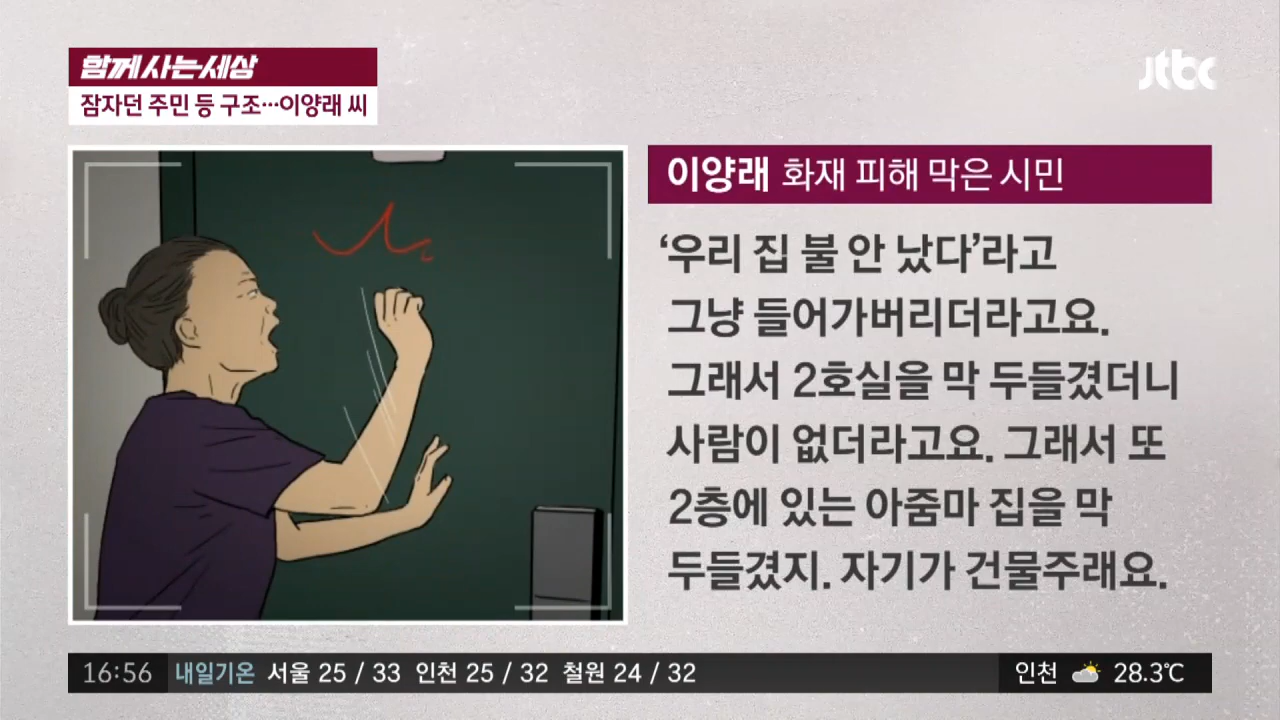 함께 사는 세상
잠자던 주민 등 구조…이양래 씨
jtbc
이양래 화재 피해 막은 시민
‘우리 집 불 안 났다’라고
그냥 들어가버리더라고요.
그래서 2호실을 막 두들겼더니
사람이 없더라고요. 그래서 또
2층에 있는 아줌마 집을 막
두들겼지. 자기가 건물주래요.
16:56 내일기온 서울 25 / 33 인천 25 / 32 철원 24 / 32 인천 28.3℃